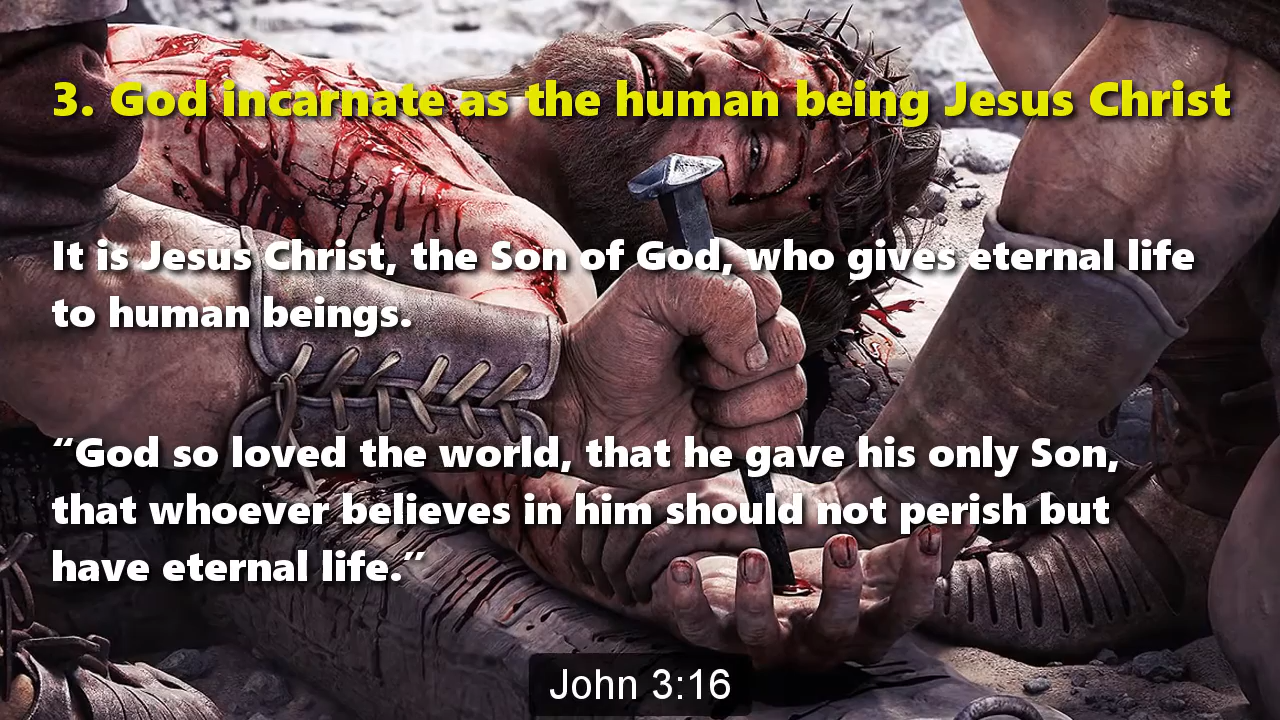 3. God incarnate as the human being Jesus Christ
It is Jesus Christ, the Son of God, who gives eternal life
to human beings.
“God so loved the world, that he gave his only Son,
that whoever believes in him should not perish but
have eternal life.”
John 3:16